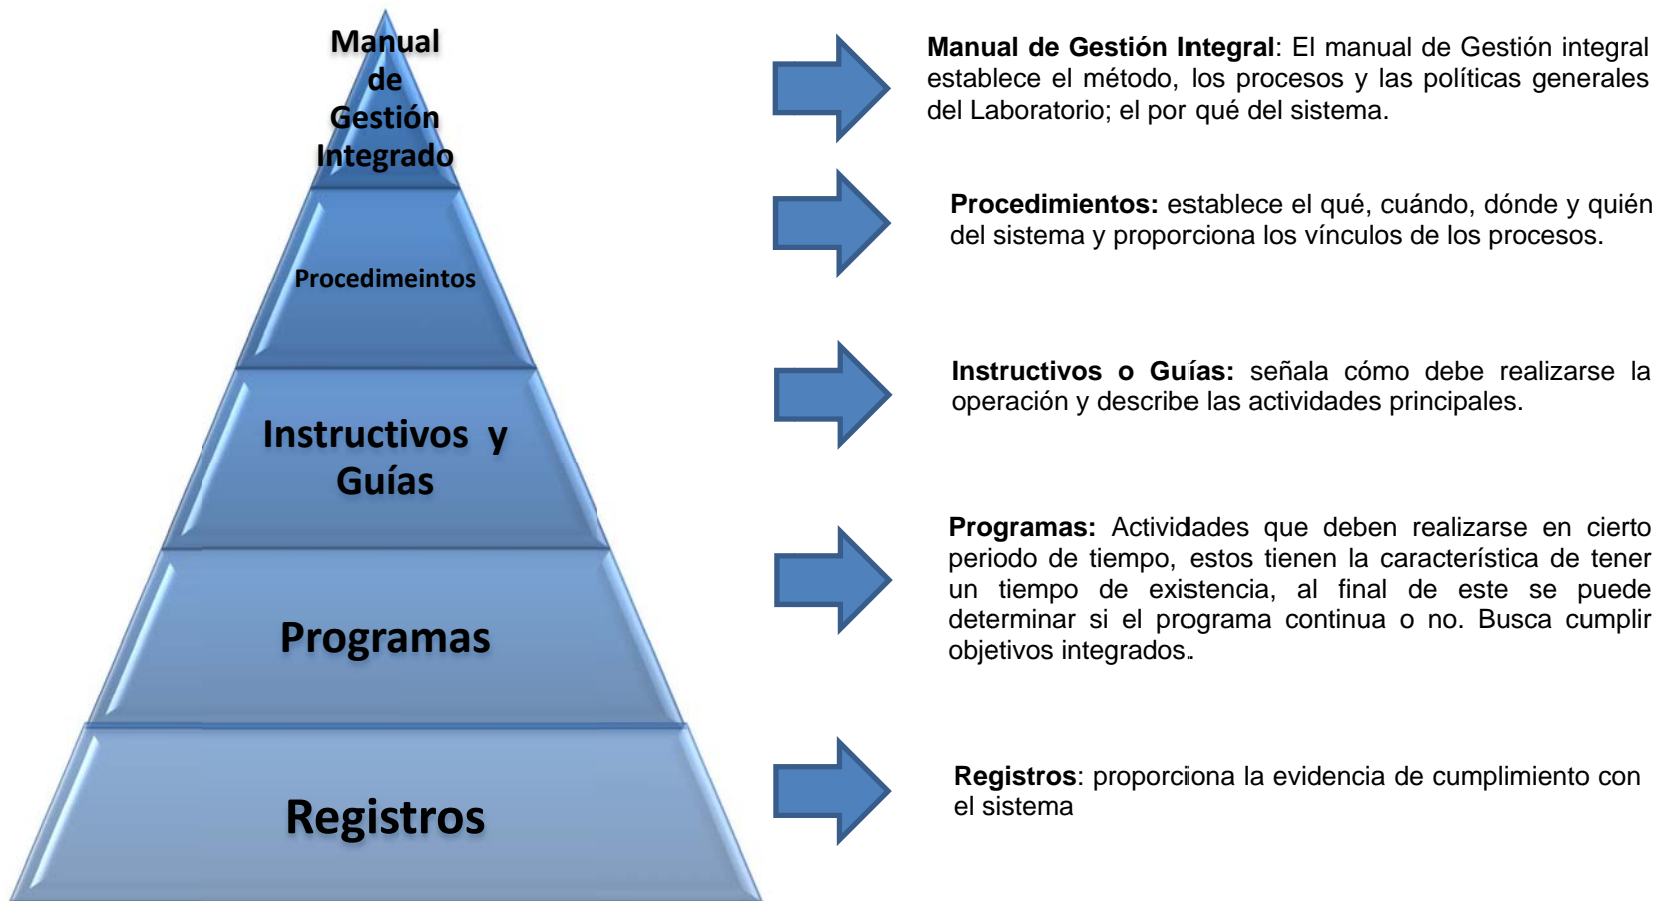 Manual
de
Gestión
Integrado
Manual de Gestión Integral: El manual de Gestión integral
establece el método, los procesos y las políticas generales
del Laboratorio; el por qué del sistema.
Procedimeintos
Procedimientos: establece el qué, cuándo, dónde y quién
del sistema y proporciona los vínculos de los procesos.
Instructivos y
Guías
Instructivos o Guías: señala cómo debe realizarse la
operación y describe las actividades principales.
Programas
Programas: Actividades que deben realizarse en cierto
periodo de tiempo, estos tienen la característica de tener
un tiempo de existencia, al final de este se puede
determinar si el programa continua o no. Busca cumplir
objetivos integrados.
Registros
Registros: proporciona la evidencia de cumplimiento con
el sistema